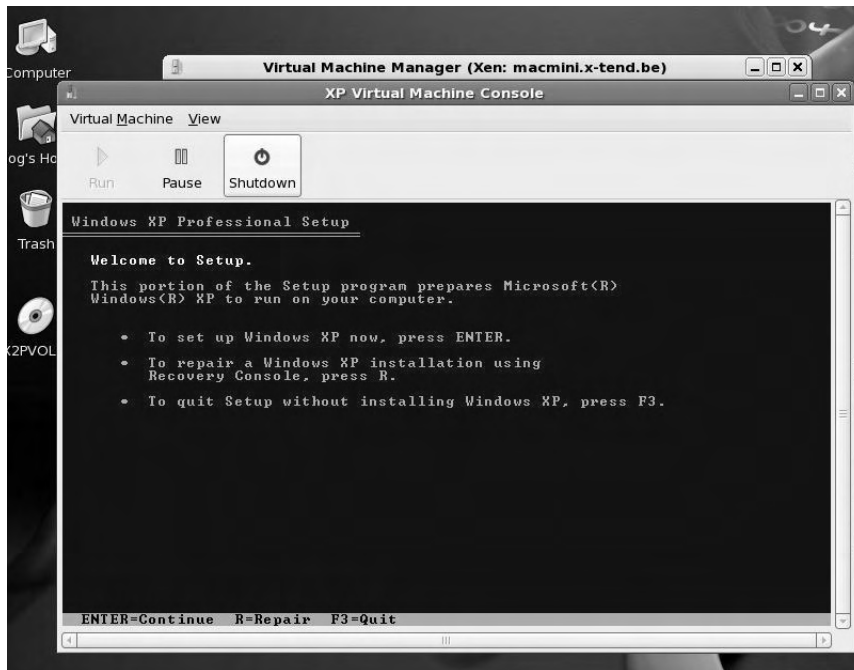 Computer
Virtual Machine Manager (Xen: macmini.x-tend.be)
XP Virtual Machine Console
Virtual Machine View
og's Ho
Run Pause Shutdown
Trash
X2PVOL
Windows XP Professional Setup
Welcome to Setup.
This portion of the Setup program prepares Microsoft(R)
Windows(R) XP to run on your computer.
• To set up Windows XP now, press ENTER.
• To repair a Windows XP installation using
Recovery Console, press R.
• To quit Setup without installing Windows XP, press F3.
ENTER=Continue R=Repair F3=Quit